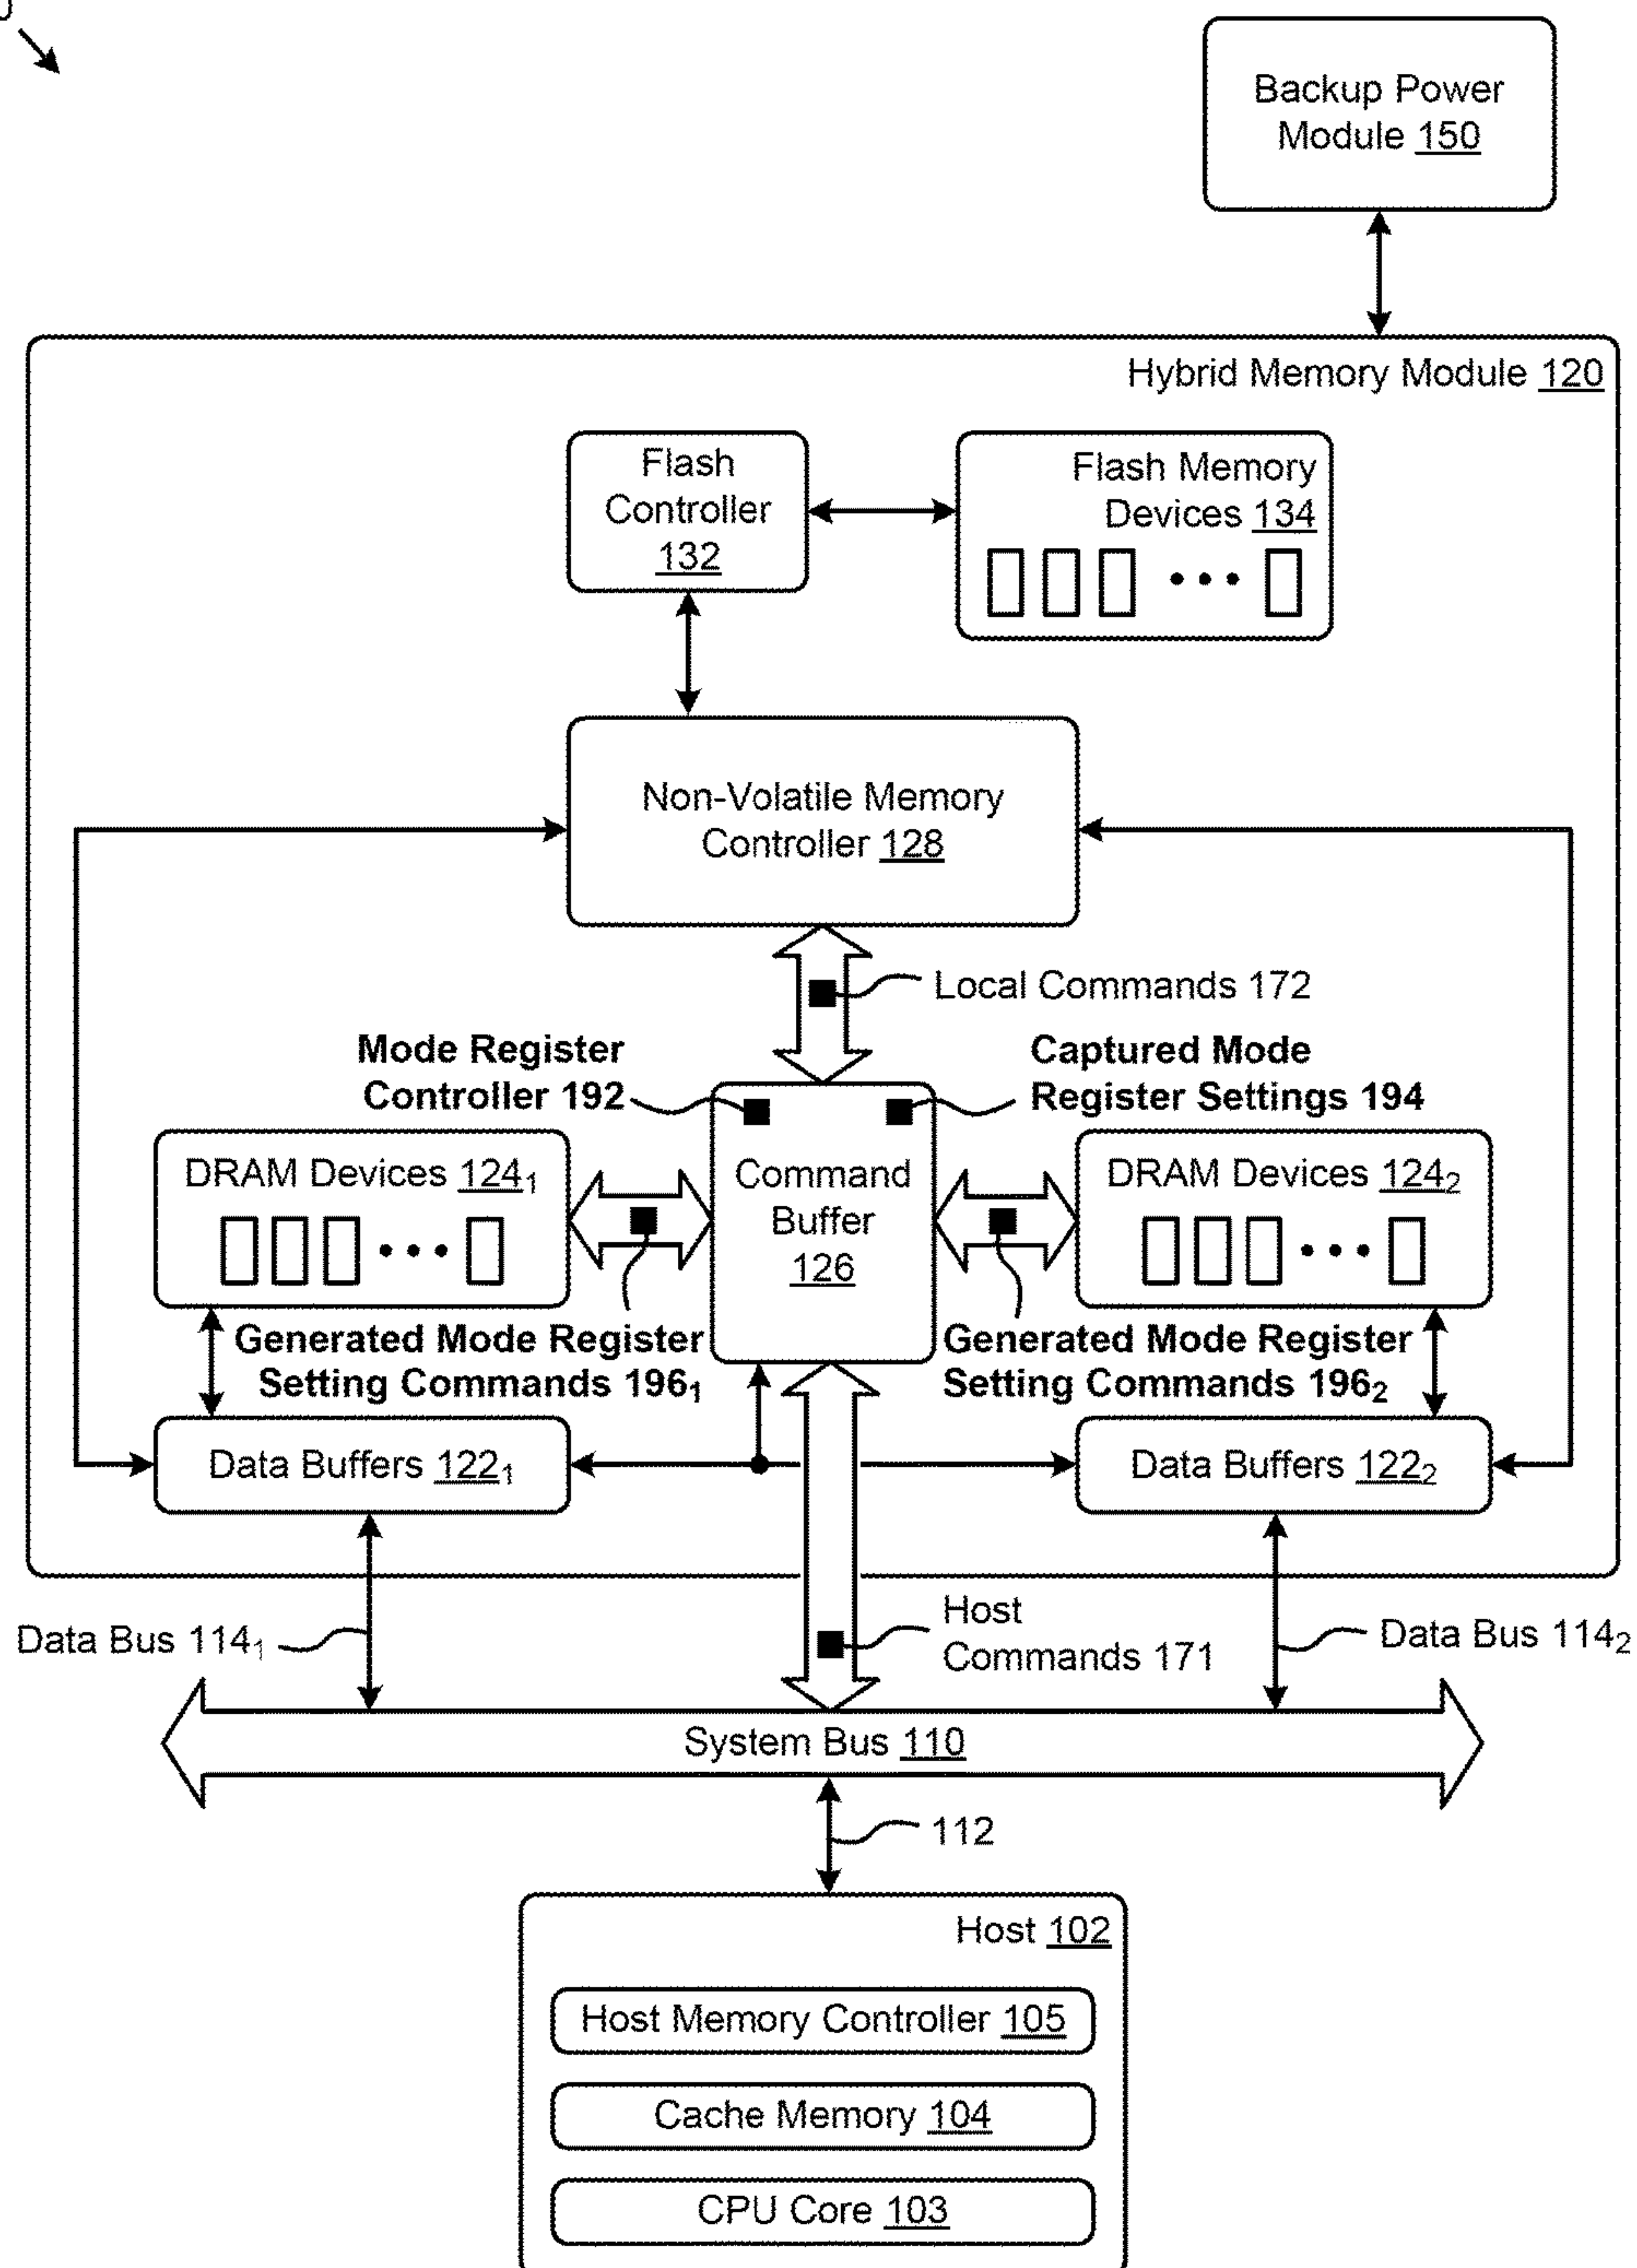 Backup Power
Module 150
Hybrid Memory Module 120
Flash
Controller
132
Flash Memory
Devices 134
Non-Volatile Memory
Controller 128
Local Commands 172
Mode Register
Controller 192
Captured Mode
Register Settings 194
DRAM Devices 124₁
Command
Buffer
126
DRAM Devices 124₂
Generated Mode Register
Setting Commands 196₁
Generated Mode Register
Setting Commands 196₂
Data Buffers 122₁
Data Buffers 122₂
Data Bus 114₁
Host
Commands 171
Data Bus 114₂
System Bus 110
112
Host 102
Host Memory Controller 105
Cache Memory 104
CPU Core 103